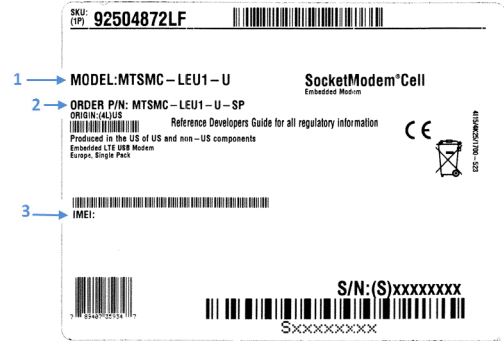 SKU:
(1P) 92504872LF
1 MODEL:MTSMC-LEU1-U
SocketModem®Cell
Embedded Modem
2 ORDER P/N: MTSMC-LEU1-U-SP
ORIGIN:(4L)US
Reference Developers Guide for all regulatory information
Produced in the US of US and non-US components
Embedded LTE USB Modem
Europe, Single Pack
CE
3 IMEI:
S/N:(S)xxxxxxxxx
Sxxxxxxxxx